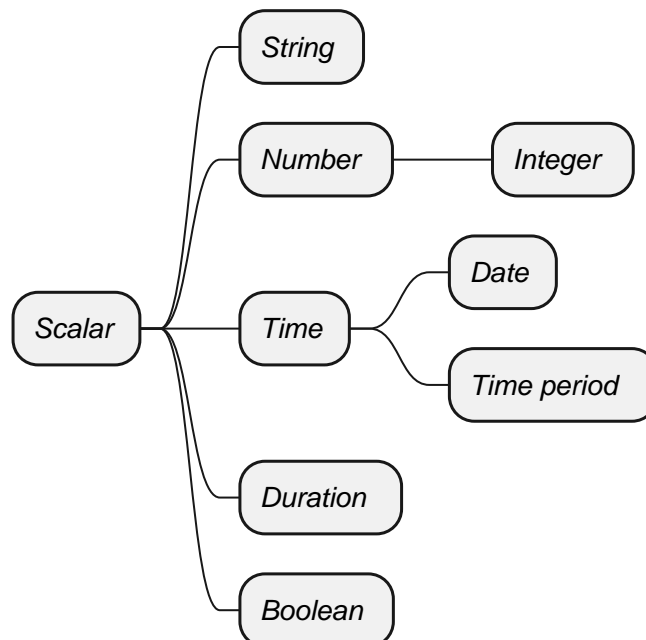 String
Number
Integer
Date
Scalar
Time
Time period
Duration
Boolean